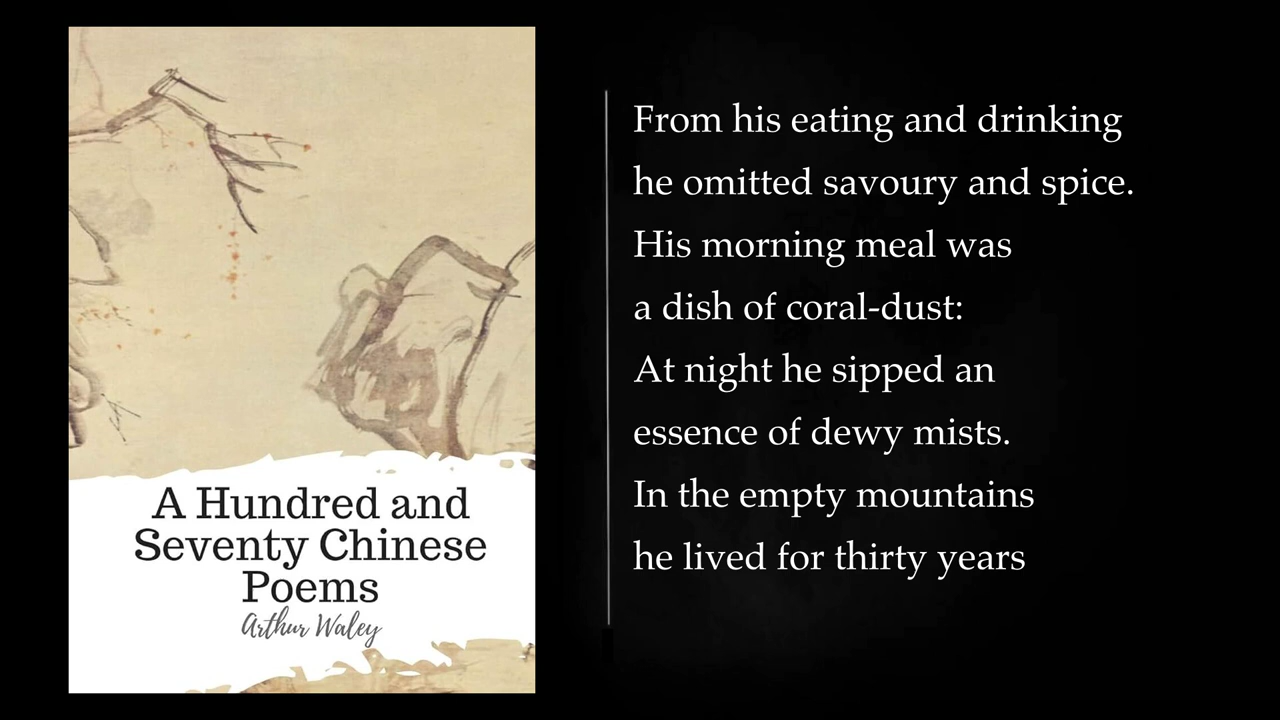 A Hundred and
Seventy Chinese
Poems
Arthur Waley
From his eating and drinking
he omitted savoury and spice.
His morning meal was
a dish of coral-dust:
At night he sipped an
essence of dewy mists.
In the empty mountains
he lived for thirty years